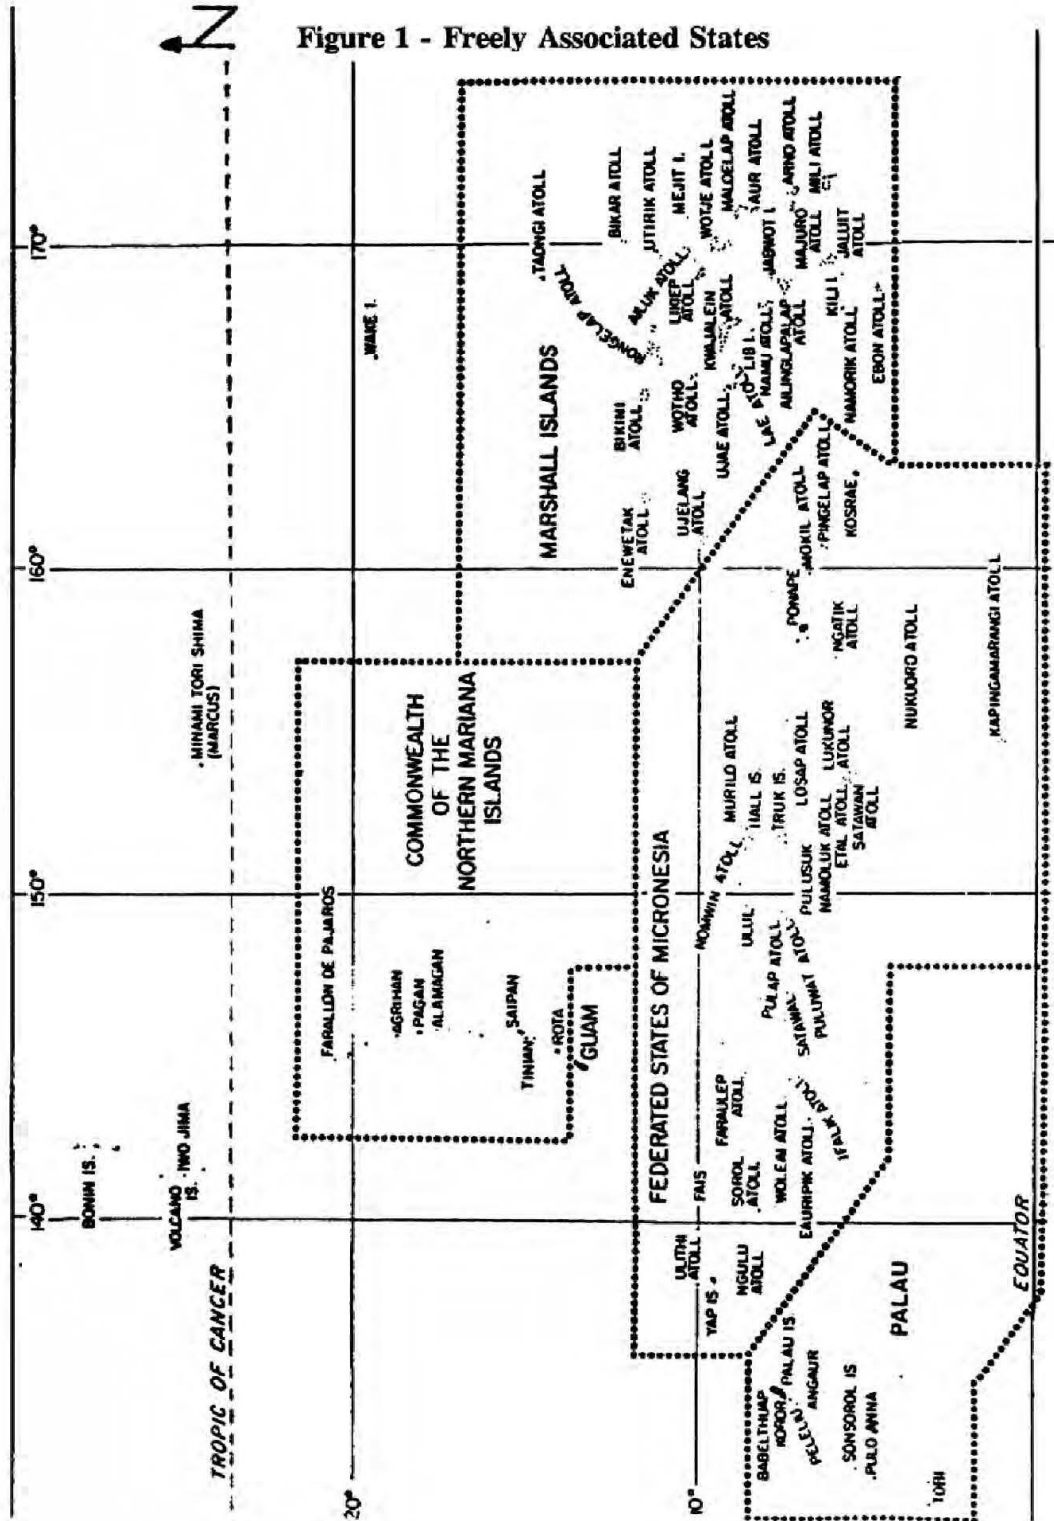 Figure 1 - Freely Associated States
N
140°
150°
160°
170°
20°
10°
BONIN IS.
VOLCANO
IS.
IWO JIMA
MINAMI TORI SHIMA
(MARCUS)
TROPIC OF CANCER
WAKE I.
FARALLON DE PAJAROS
AGRIHAN
PAGAN
ALAMAGAN
SAIPAN
TINIAN
ROTA
GUAM
COMMONWEALTH
OF THE
NORTHERN MARIANA
ISLANDS
MARSHALL ISLANDS
TAONGI ATOLL
BIKAR ATOLL
UTIRIK ATOLL
MEJIT I.
RONGELAP ATOLL
AILUK ATOLL
BIKINI
ATOLL
ENEWETAK
ATOLL
LIKIEP
ATOLL
WOTJE ATOLL
MALOELAP ATOLL
WOTHO
ATOLL
KWAJALEIN
ATOLL
UJELANG
ATOLL
UJAE ATOLL
LAE ATOLL
LIB I.
NAMU ATOLL
AUR ATOLL
JABWOT I.
AILINGLAPALAP
ATOLL
ARNO ATOLL
MAJURO
ATOLL
MILI ATOLL
JALUIT
ATOLL
KILI I.
NAMORIK ATOLL
EBON ATOLL
FEDERATED STATES OF MICRONESIA
ULITHI
ATOLL
YAP IS
FAIS
NGULU
ATOLL
SOROL
ATOLL
FARAULEP
ATOLL
WOLEAI ATOLL
EAURIPIK ATOLL
IFALIK ATOLL
NOMWIN ATOLL
MURILO ATOLL
HALL IS.
ULUL
TRUK IS.
PULAP ATOLL
SATAWAL
PULUWAT ATOLL
PULUSUK
LOSAP ATOLL
NAMOLUK ATOLL
LUKUNOR
ATOLL
ETAL ATOLL
SATAWAN
ATOLL
PONAPE
MOKIL ATOLL
PINGELAP ATOLL
KOSRAE
NGATIK
ATOLL
NUKUORO ATOLL
KAPINGAMARANGI ATOLL
BABELTHUAP
KOROR
PALAU IS
PELELIU
ANGAUR
SONSOROL IS
PULO ANNA
TOBI
PALAU
EQUATOR